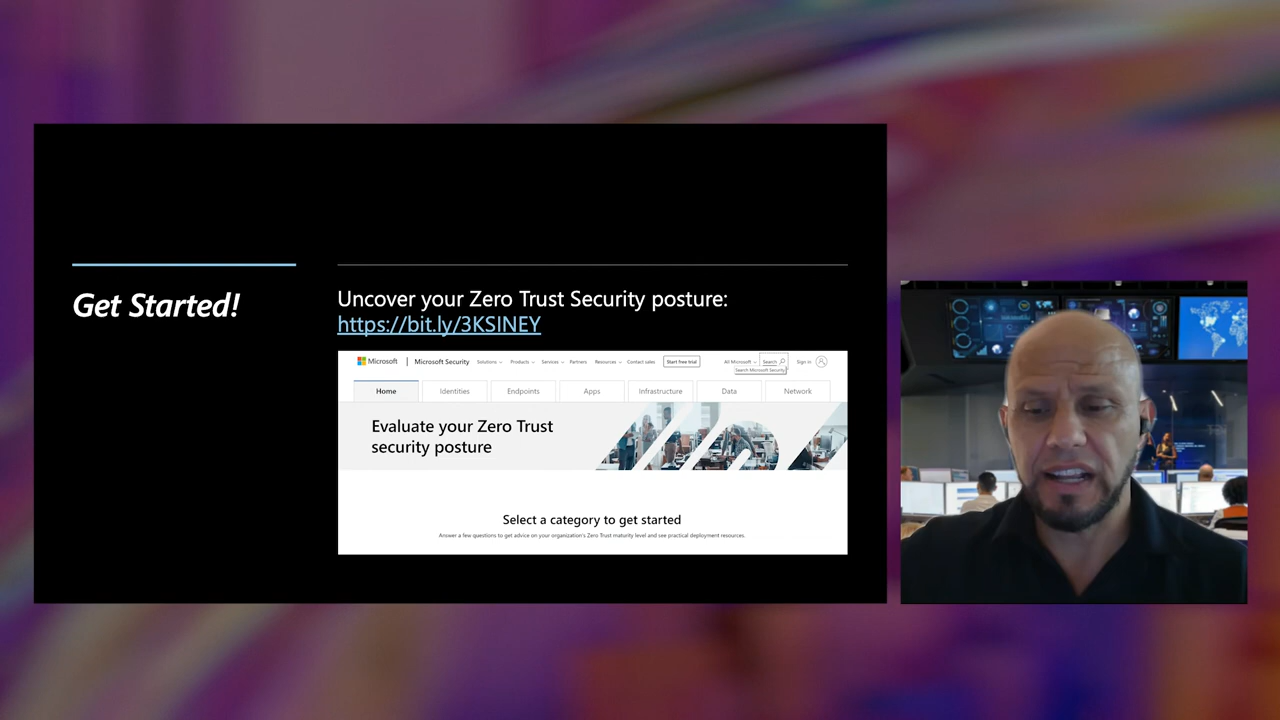 Get Started!
Uncover your Zero Trust Security posture:
https://bit.ly/3KSINEY
Microsoft | Microsoft Security Solutions Products Services Partners Resources Contact sales Start free trial All Microsoft Search Sign in
Search Microsoft Security
Home Identities Endpoints Apps Infrastructure Data Network
Evaluate your Zero Trust
security posture
Select a category to get started
Answer a few questions to get advice on your organization's Zero Trust maturity level and see practical deployment resources.